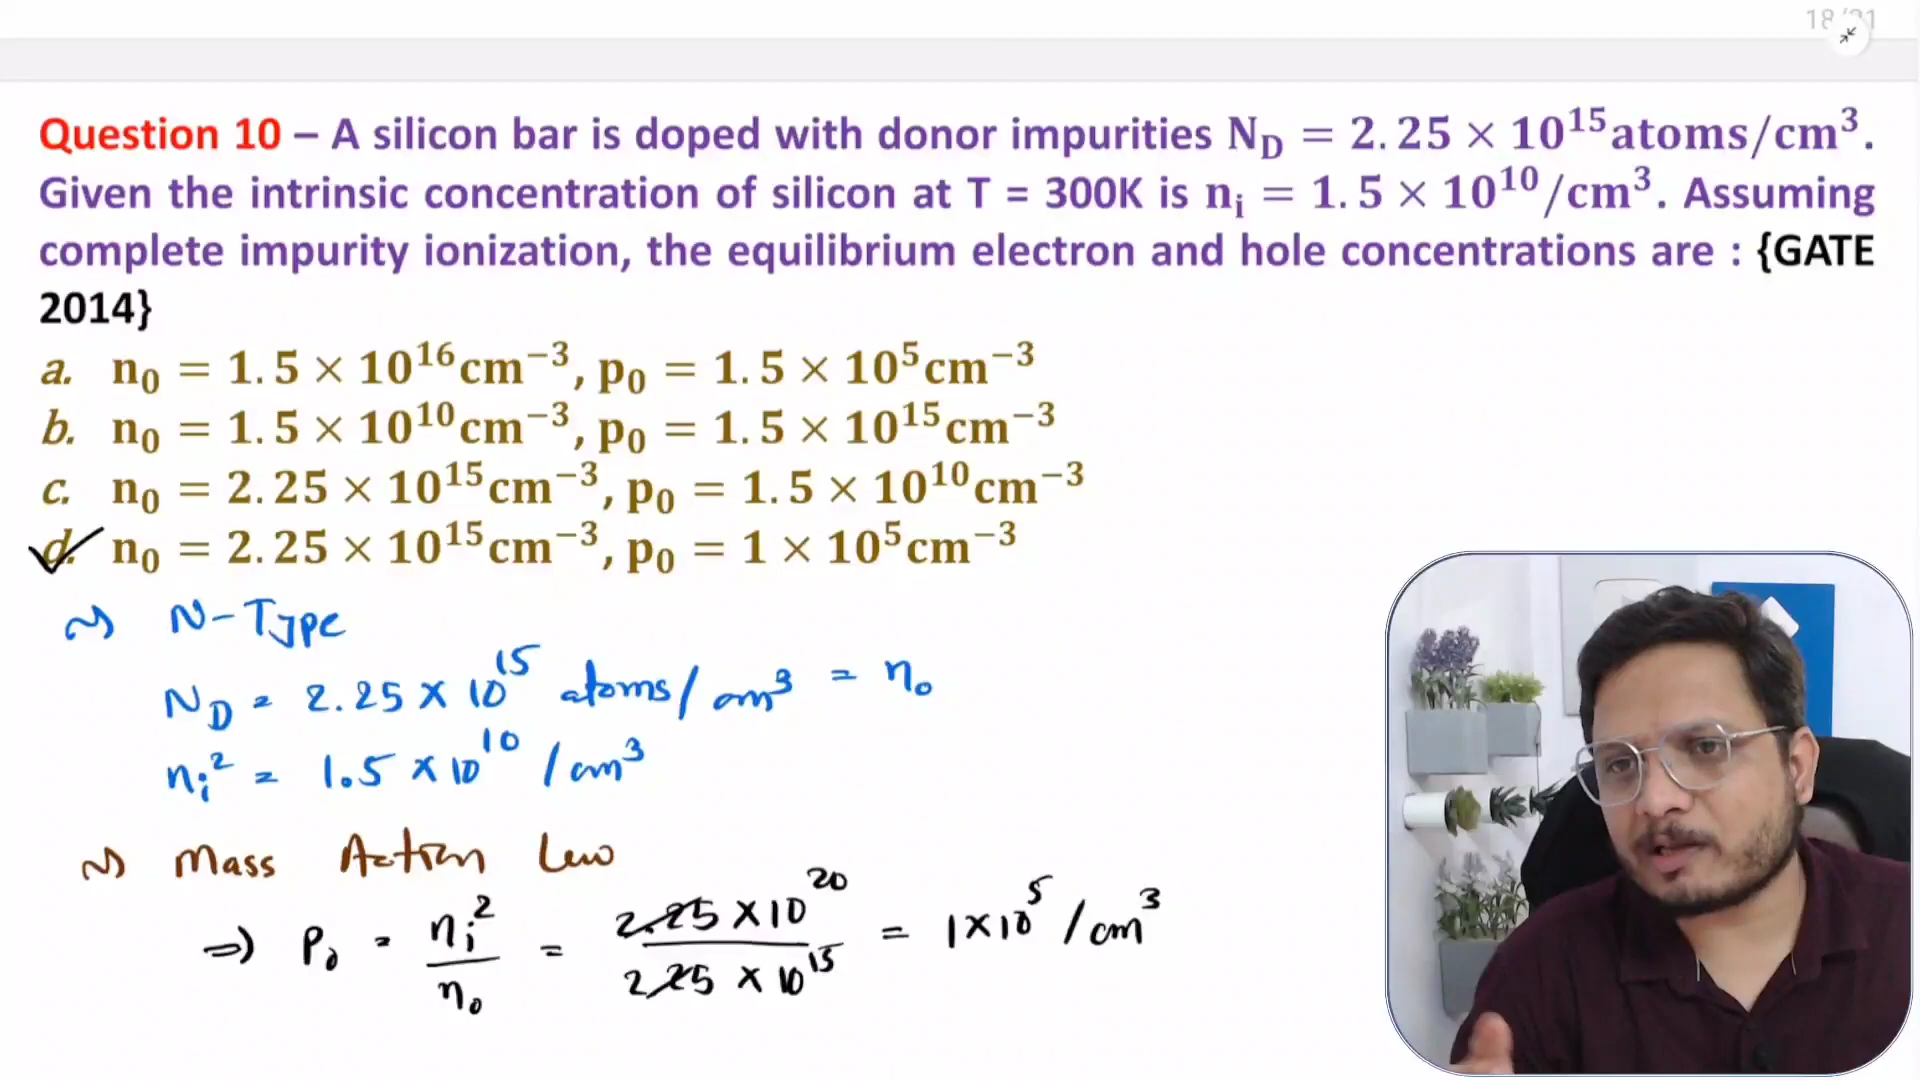 18/21
Question 10 – A silicon bar is doped with donor impurities N_D = 2.25 × 10^15 atoms/cm^3.
Given the intrinsic concentration of silicon at T = 300K is n_i = 1.5 × 10^10/cm^3. Assuming
complete impurity ionization, the equilibrium electron and hole concentrations are : {GATE
2014}
a. n_0 = 1.5 × 10^16 cm^−3, p_0 = 1.5 × 10^5 cm^−3
b. n_0 = 1.5 × 10^10 cm^−3, p_0 = 1.5 × 10^15 cm^−3
c. n_0 = 2.25 × 10^15 cm^−3, p_0 = 1.5 × 10^10 cm^−3
d. n_0 = 2.25 × 10^15 cm^−3, p_0 = 1 × 10^5 cm^−3
N-Type
N_D = 2.25 × 10^15 atoms/cm^3 = n_0
n_i^2 = 1.5 × 10^10 /cm^3
Mass Action Law
⇒ P_0 = n_i^2 / n_0 = 2.25 × 10^20 / 2.25 × 10^15 = 1×10^5 /cm^3